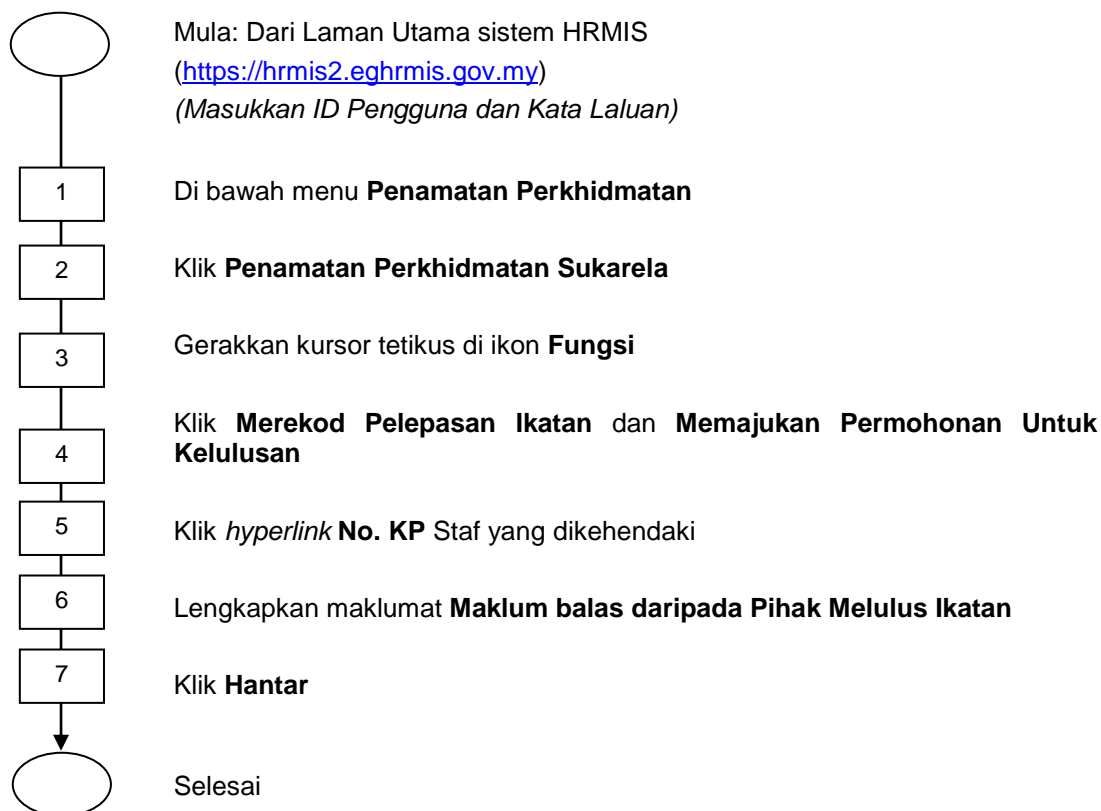 Mula: Dari Laman Utama sistem HRMIS
(https://hrmis2.eghrmis.gov.my)
(Masukkan ID Pengguna dan Kata Laluan)
1
Di bawah menu Penamatan Perkhidmatan
2
Klik Penamatan Perkhidmatan Sukarela
3
Gerakkan kursor tetikus di ikon Fungsi
4
Klik Merekod Pelepasan Ikatan dan Memajukan Permohonan Untuk
Kelulusan
5
Klik hyperlink No. KP Staf yang dikehendaki
6
Lengkapkan maklumat Maklum balas daripada Pihak Melulus Ikatan
7
Klik Hantar
Selesai